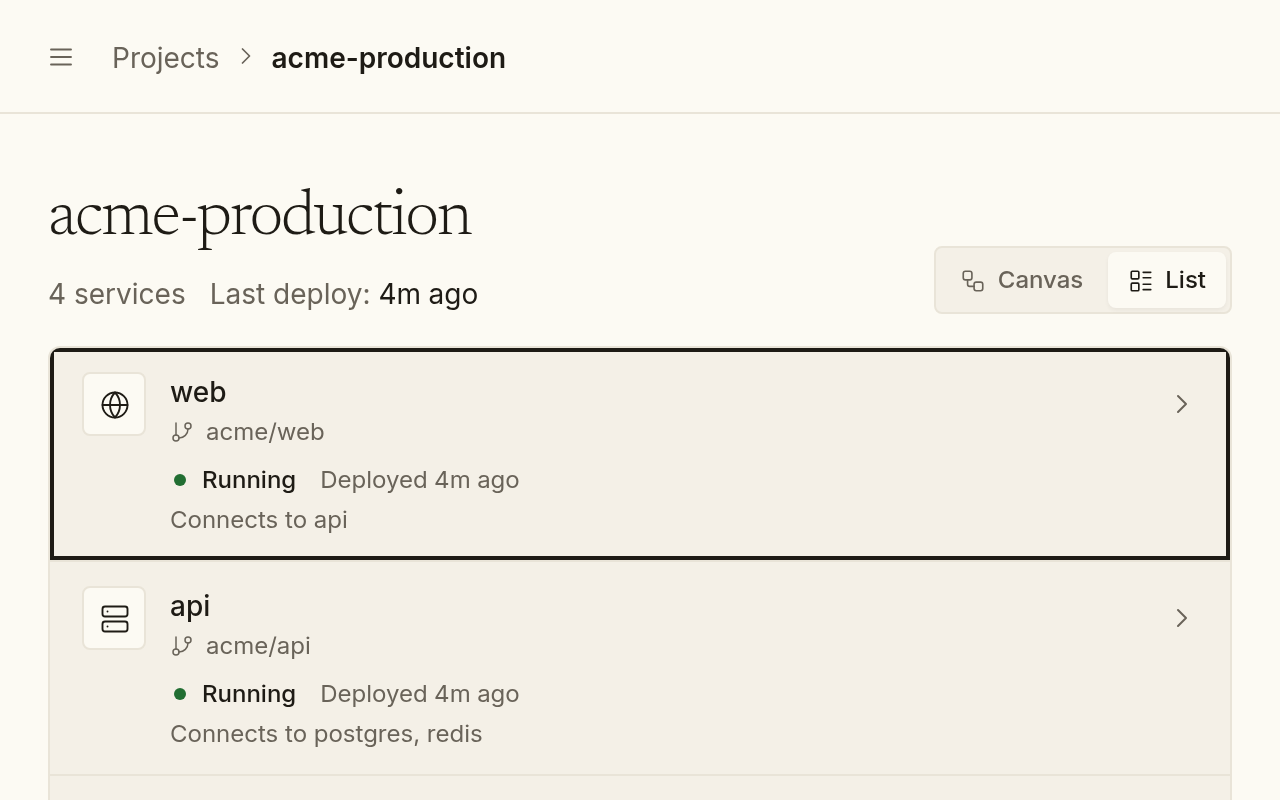 Projects acme-production
acme-production
4 services Last deploy: 4m ago
Canvas List
web
acme/web
Running Deployed 4m ago
Connects to api
api
acme/api
Running Deployed 4m ago
Connects to postgres, redis